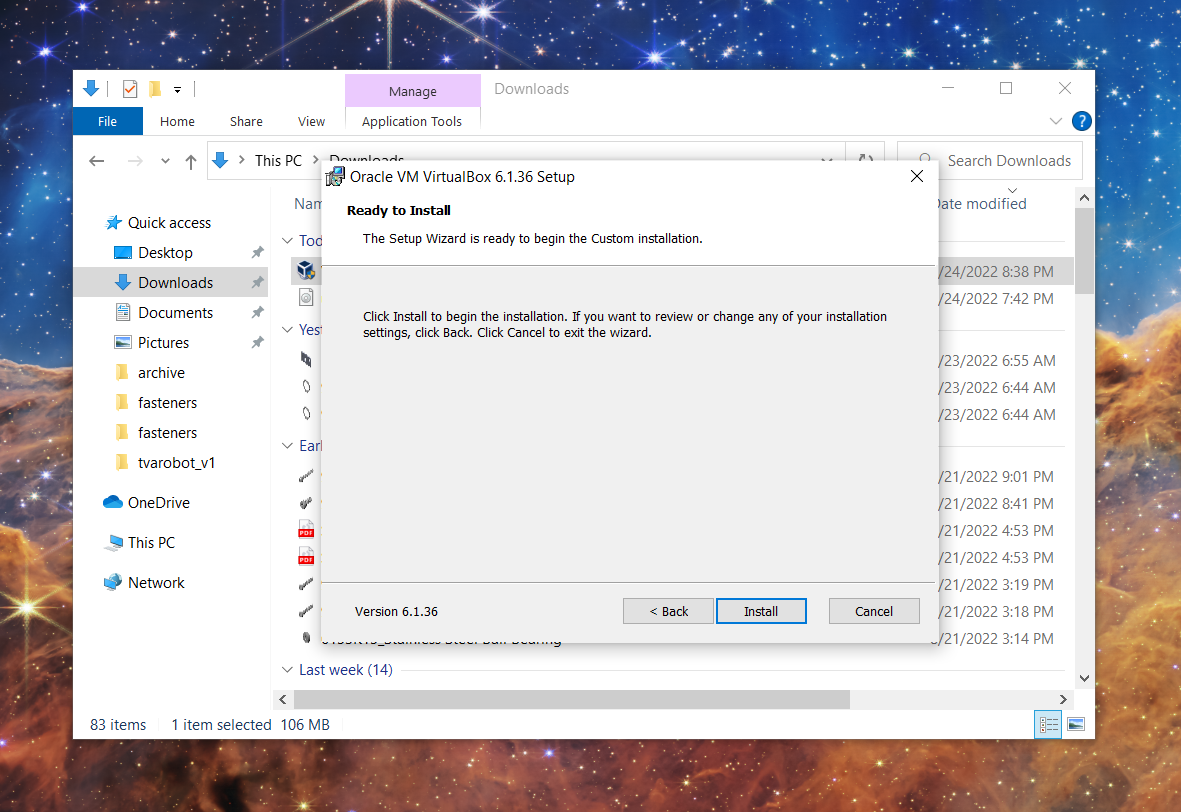 Manage
Downloads
File
Home
Share
View
Application Tools
?
This PC
Downloads
Search Downloads
Oracle VM VirtualBox 6.1.36 Setup
Ready to Install
The Setup Wizard is ready to begin the Custom installation.
Click Install to begin the installation. If you want to review or change any of your installation
settings, click Back. Click Cancel to exit the wizard.
Version 6.1.36
< Back
Install
Cancel
Quick access
Desktop
Downloads
Documents
Pictures
archive
fasteners
fasteners
tvarobot_v1
OneDrive
This PC
Network
Date modified
/24/2022 8:38 PM
/24/2022 7:42 PM
/23/2022 6:55 AM
/23/2022 6:44 AM
/23/2022 6:44 AM
/21/2022 9:01 PM
/21/2022 8:41 PM
PDF
/21/2022 4:53 PM
PDF
/21/2022 4:53 PM
/21/2022 3:19 PM
/21/2022 3:18 PM
/21/2022 3:14 PM
Last week (14)
83 items
1 item selected 106 MB